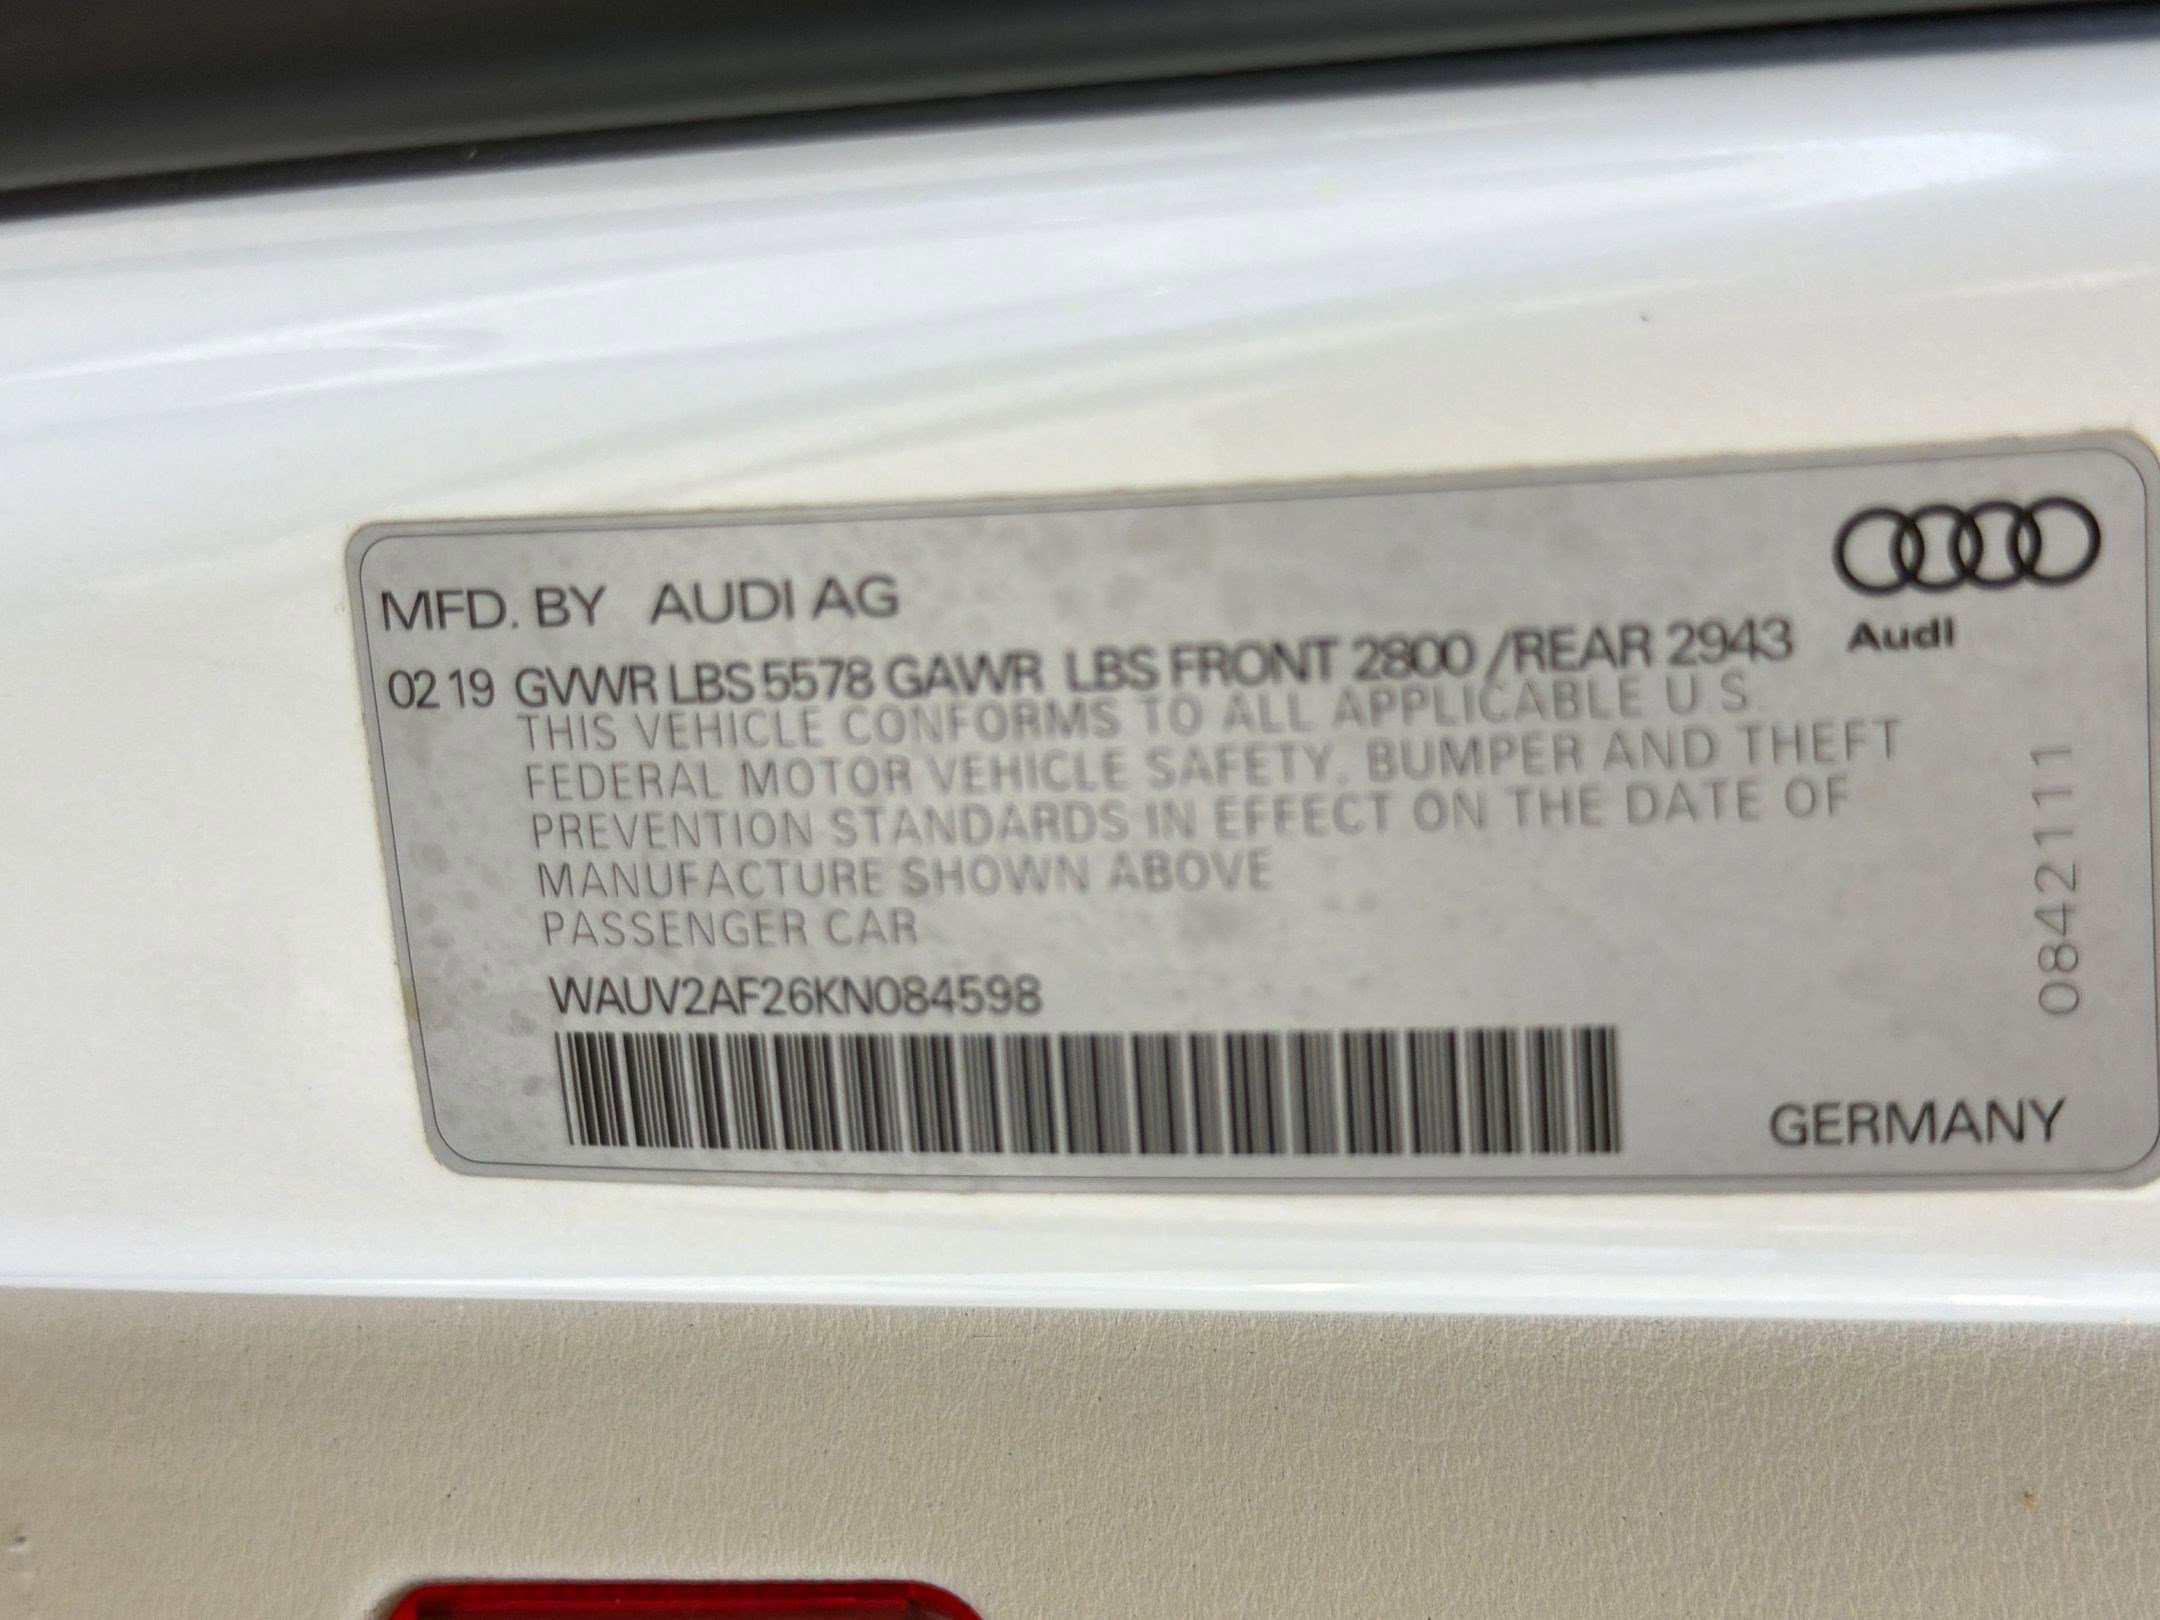 MFD. BY AUDI AG
Audi
02 19 GVWR LBS 5578 GAWR LBS FRONT 2800 /REAR 2943
THIS VEHICLE CONFORMS TO ALL APPLICABLE U.S.
FEDERAL MOTOR VEHICLE SAFETY, BUMPER AND THEFT
PREVENTION STANDARDS IN EFFECT ON THE DATE OF
MANUFACTURE SHOWN ABOVE
PASSENGER CAR
WAUV2AF26KN084598
0842111
GERMANY